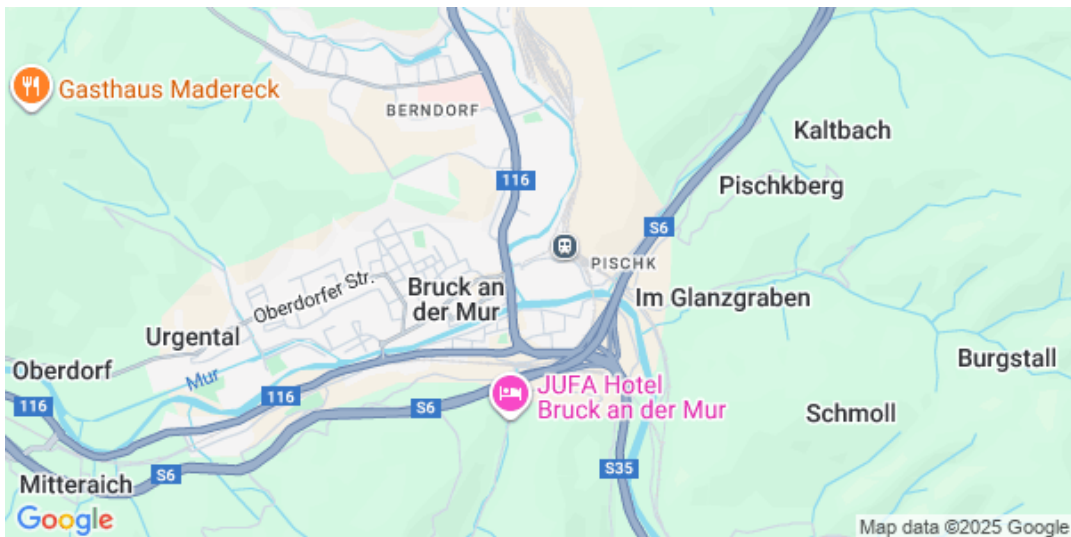 Gasthaus Madereck
BERNDORF
Kaltbach
116
Pischkberg
S6
PISCHK
Oberdorfer Str.
Bruck an
der Mur
Im Glanzgraben
Urgental
Oberdorf
Mur
Burgstall
JUFA Hotel
Bruck an der Mur
116
116
S6
Schmoll
S6
S35
Mitteraich
Google
Map data ©2025 Google